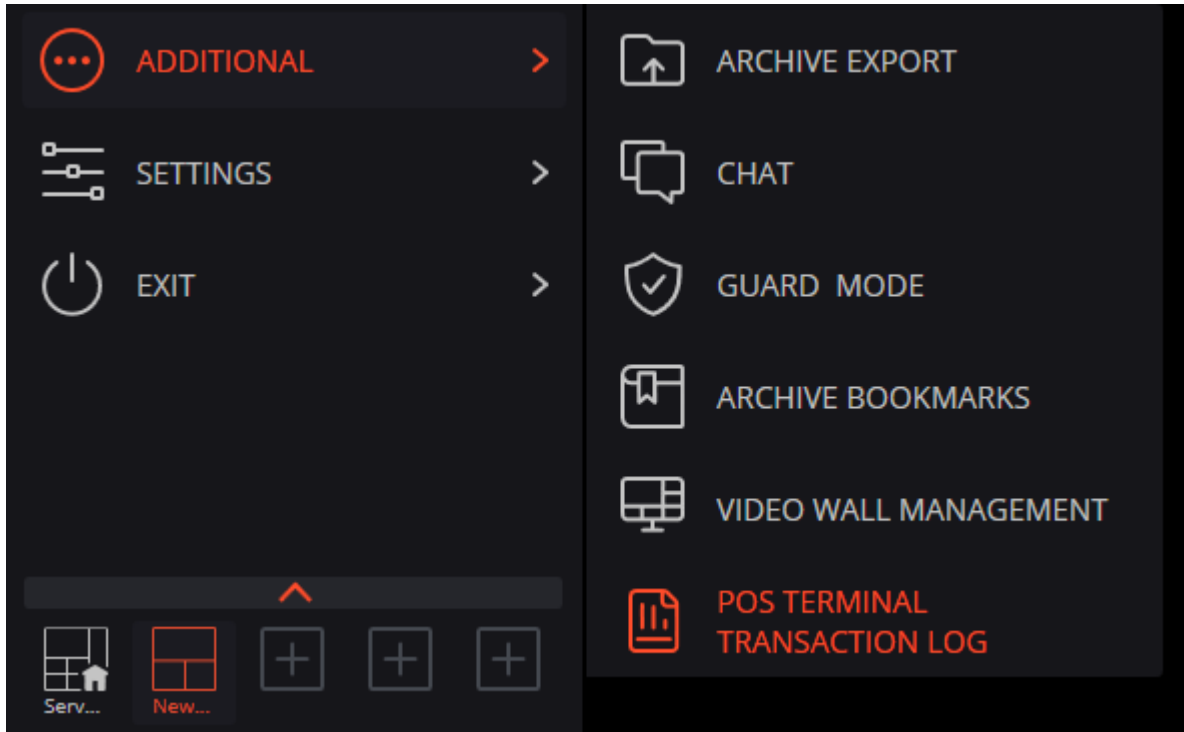 ADDITIONAL
SETTINGS
EXIT
Serv...
New...
ARCHIVE EXPORT
CHAT
GUARD MODE
ARCHIVE BOOKMARKS
VIDEO WALL MANAGEMENT
POS TERMINAL
TRANSACTION LOG